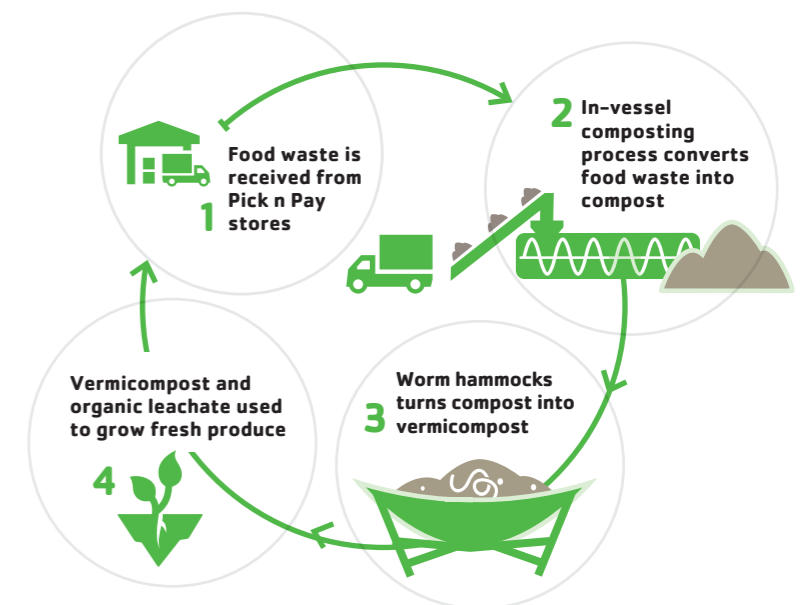 1
Food waste is
received from
Pick n Pay
stores
2
In-vessel
composting
process converts
food waste into
compost
3
Worm hammocks
turns compost into
vermicompost
4
Vermicompost and
organic leachate used
to grow fresh produce